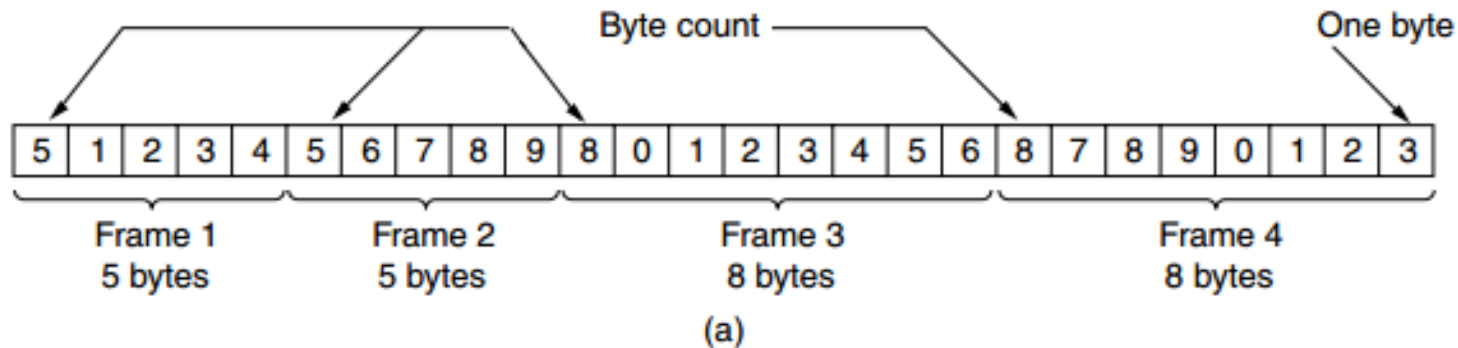 Byte count One byte
5 1 2 3 4 5 6 7 8 9 8 0 1 2 3 4 5 6 8 7 8 9 0 1 2 3
Frame 1 Frame 2 Frame 3 Frame 4
5 bytes 5 bytes 8 bytes 8 bytes
(a)